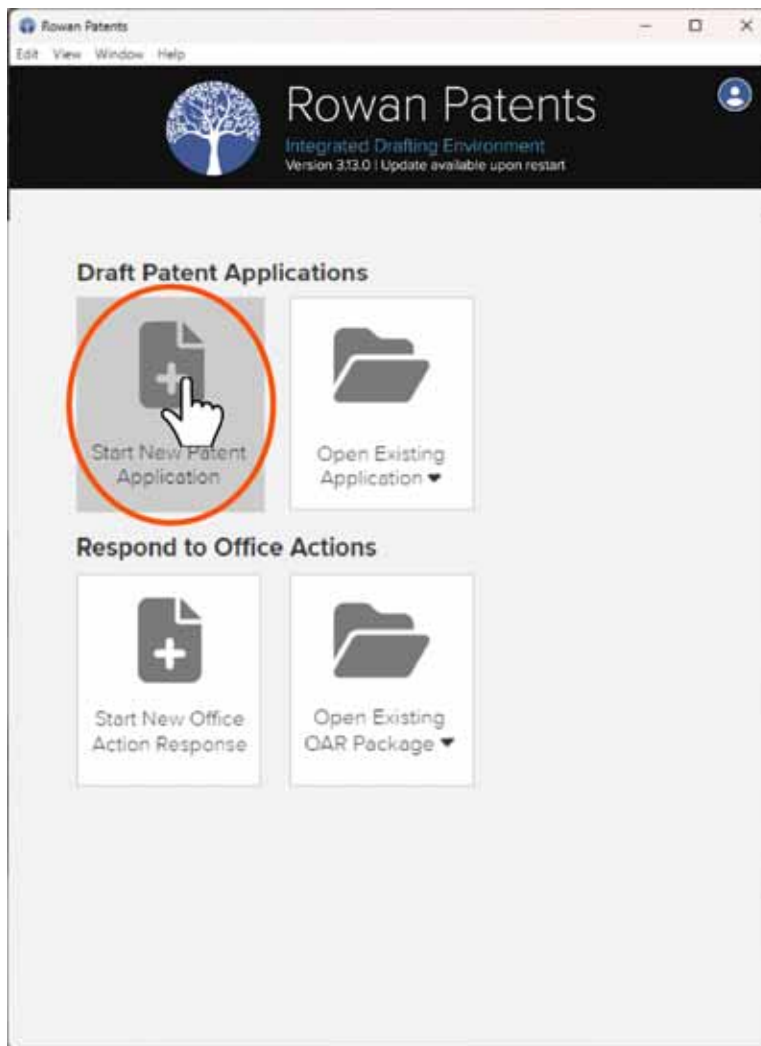 Rowan Patents
Edit View Window Help
Rowan Patents
Integrated Drafting Environment
Version 3.13.0 | Update available upon restart
Draft Patent Applications
Start New Patent
Application
Open Existing
Application
Respond to Office Actions
Start New Office
Action Response
Open Existing
OAR Package